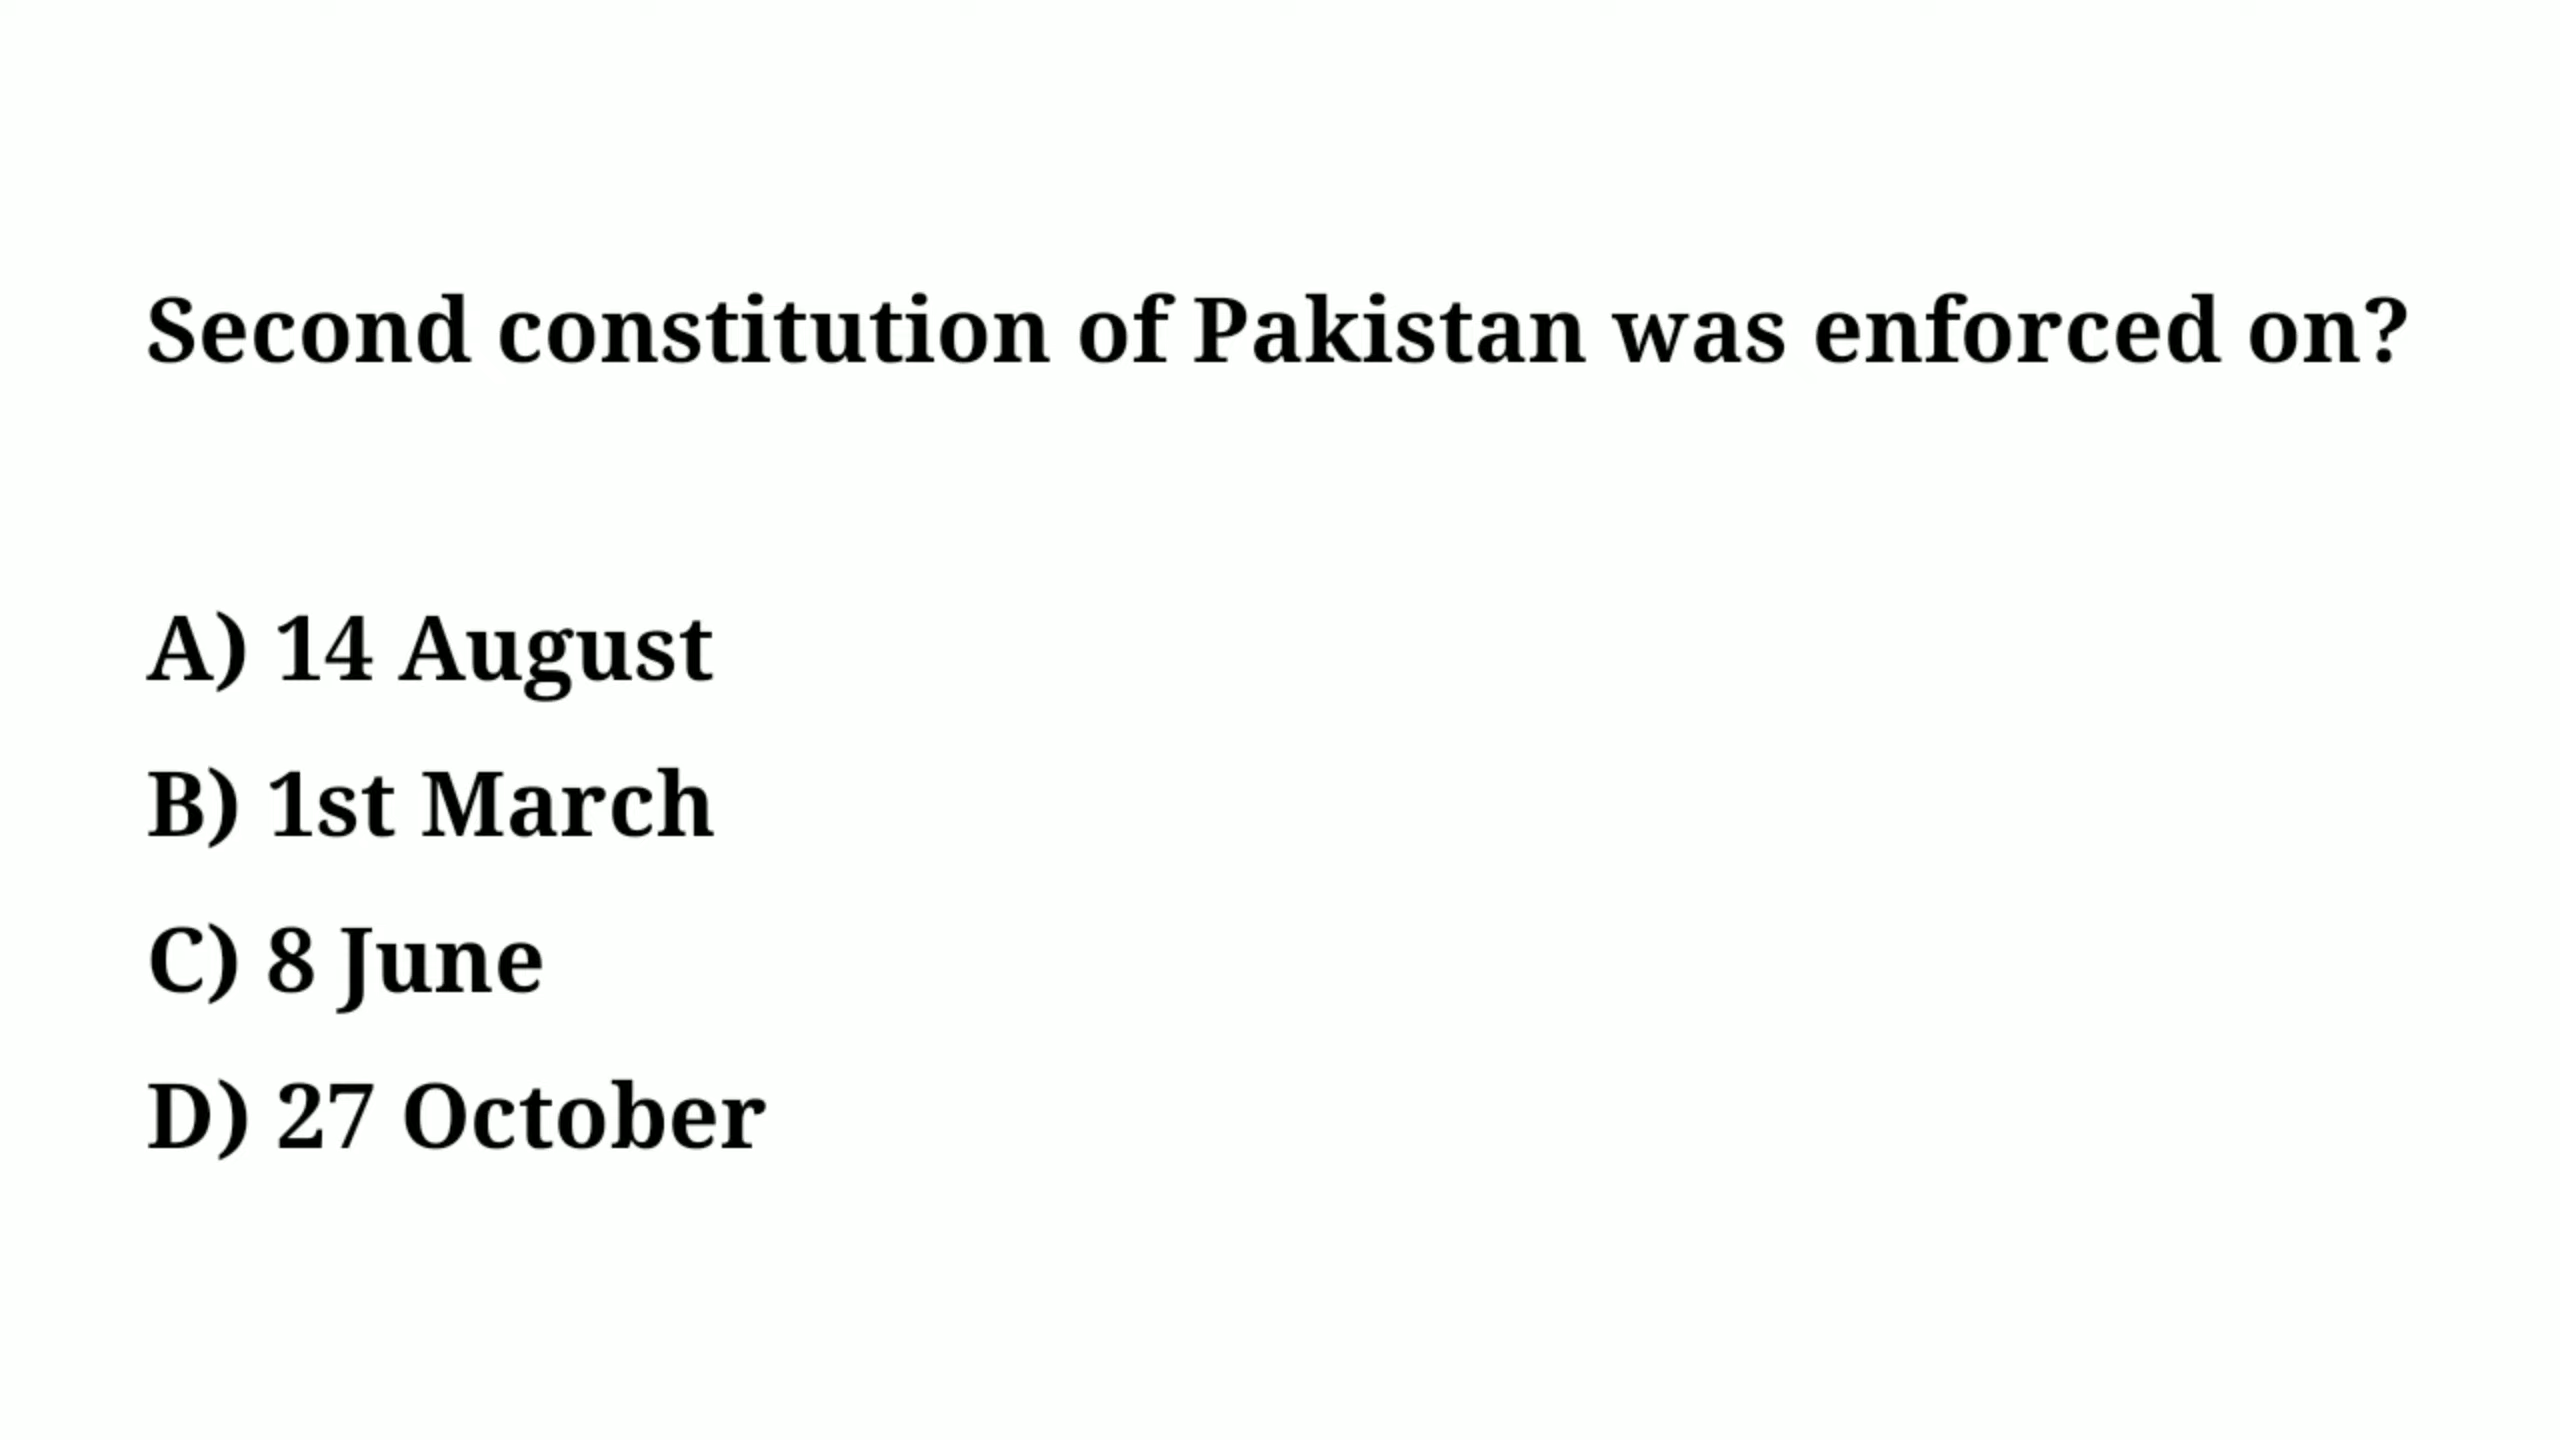 Second constitution of Pakistan was enforced on?
A) 14 August
B) 1st March
C) 8 June
D) 27 October